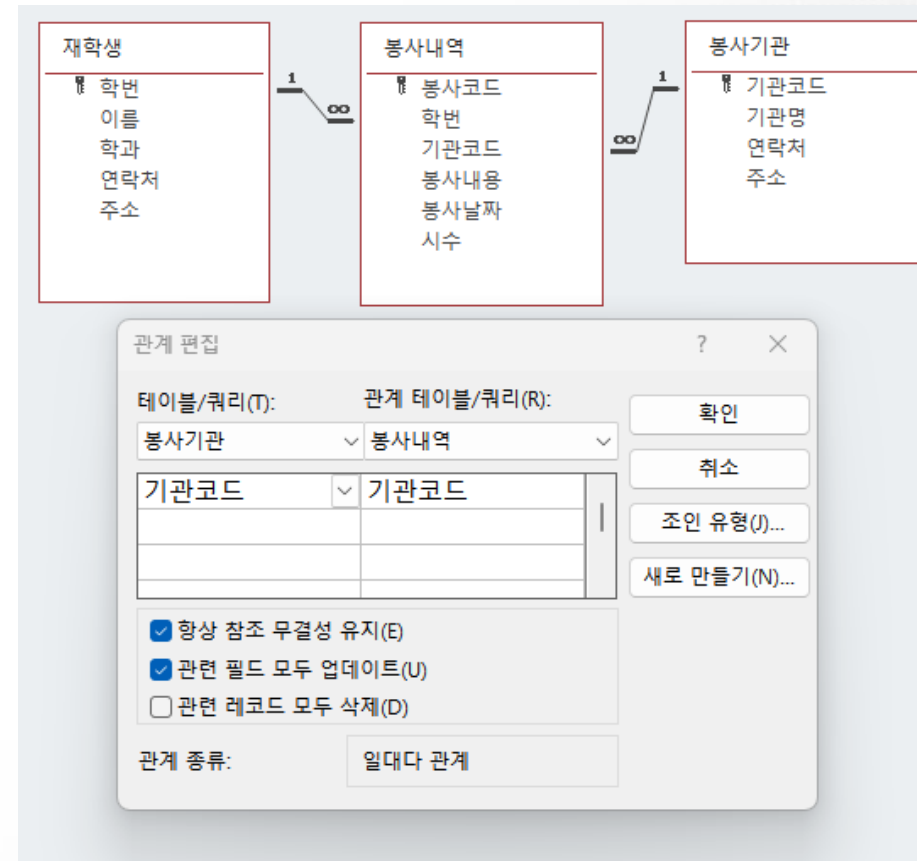 재학생
학번
이름
학과
연락처
주소
1
∞
봉사내역
봉사코드
학번
기관코드
봉사내용
봉사날짜
시수
1
∞
봉사기관
기관코드
기관명
연락처
주소
관계 편집
? ×
테이블/쿼리(T): 관계 테이블/쿼리(R):
봉사기관 봉사내역
기관코드 기관코드
확인
취소
조인 유형(J)...
새로 만들기(N)...
항상 참조 무결성 유지(E)
관련 필드 모두 업데이트(U)
관련 레코드 모두 삭제(D)
관계 종류: 일대다 관계